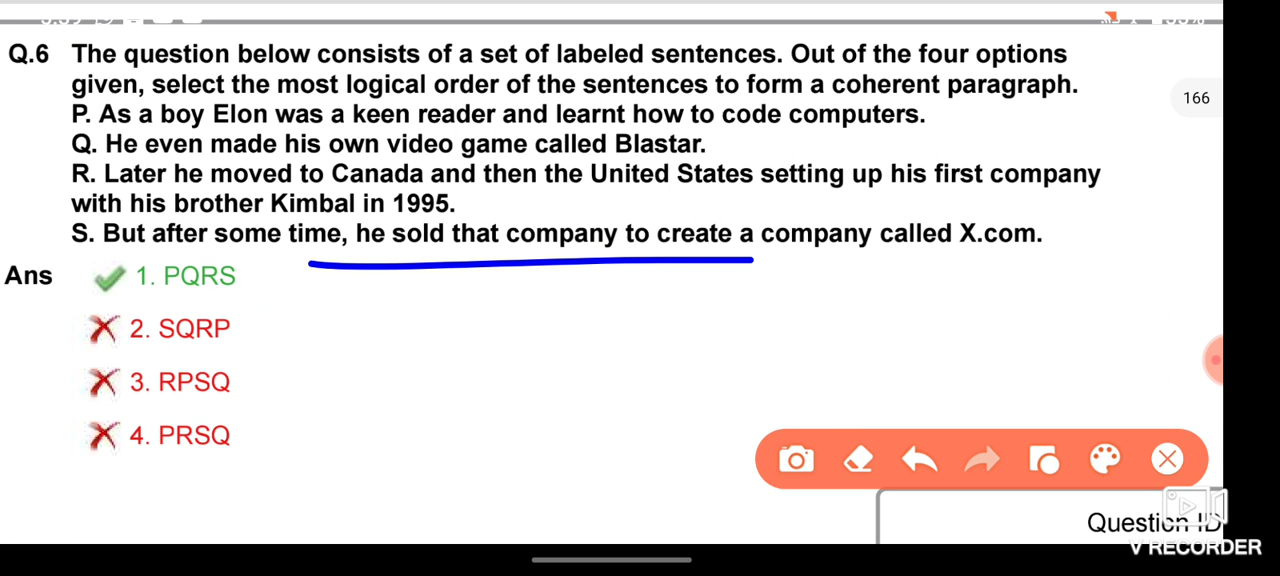 Q.6 The question below consists of a set of labeled sentences. Out of the four options
given, select the most logical order of the sentences to form a coherent paragraph.
P. As a boy Elon was a keen reader and learnt how to code computers.
166
Q. He even made his own video game called Blastar.
R. Later he moved to Canada and then the United States setting up his first company
with his brother Kimbal in 1995.
S. But after some time, he sold that company to create a company called X.com.
Ans 1. PQRS
2. SQRP
3. RPSQ
4. PRSQ
Question ID
V RECORDER